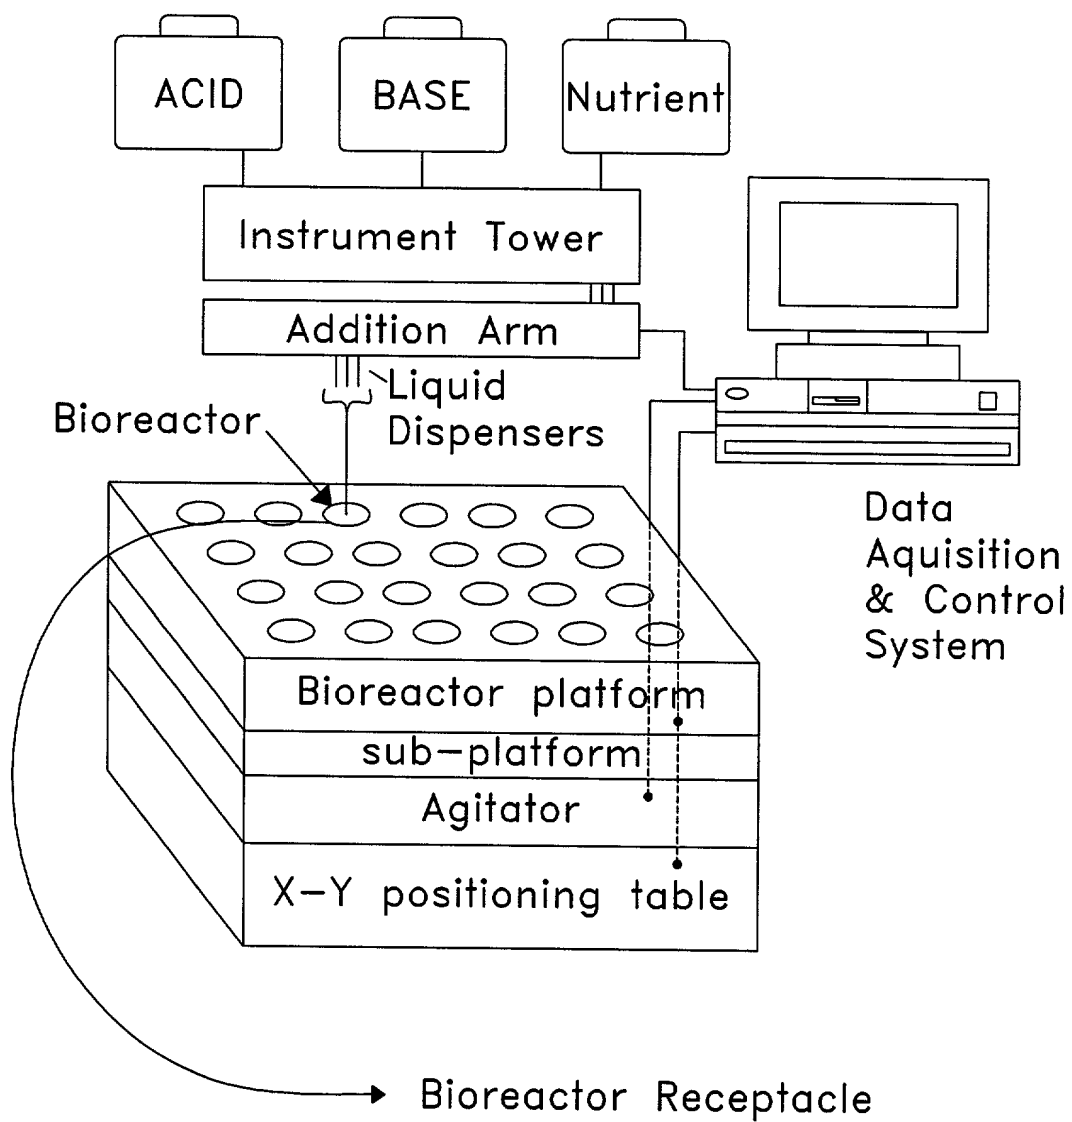 ACID
BASE
Nutrient
Instrument Tower
Addition Arm
Liquid
Dispensers
Bioreactor
Data
Aquisition
& Control
System
Bioreactor platform
sub-platform
Agitator
X-Y positioning table
Bioreactor Receptacle